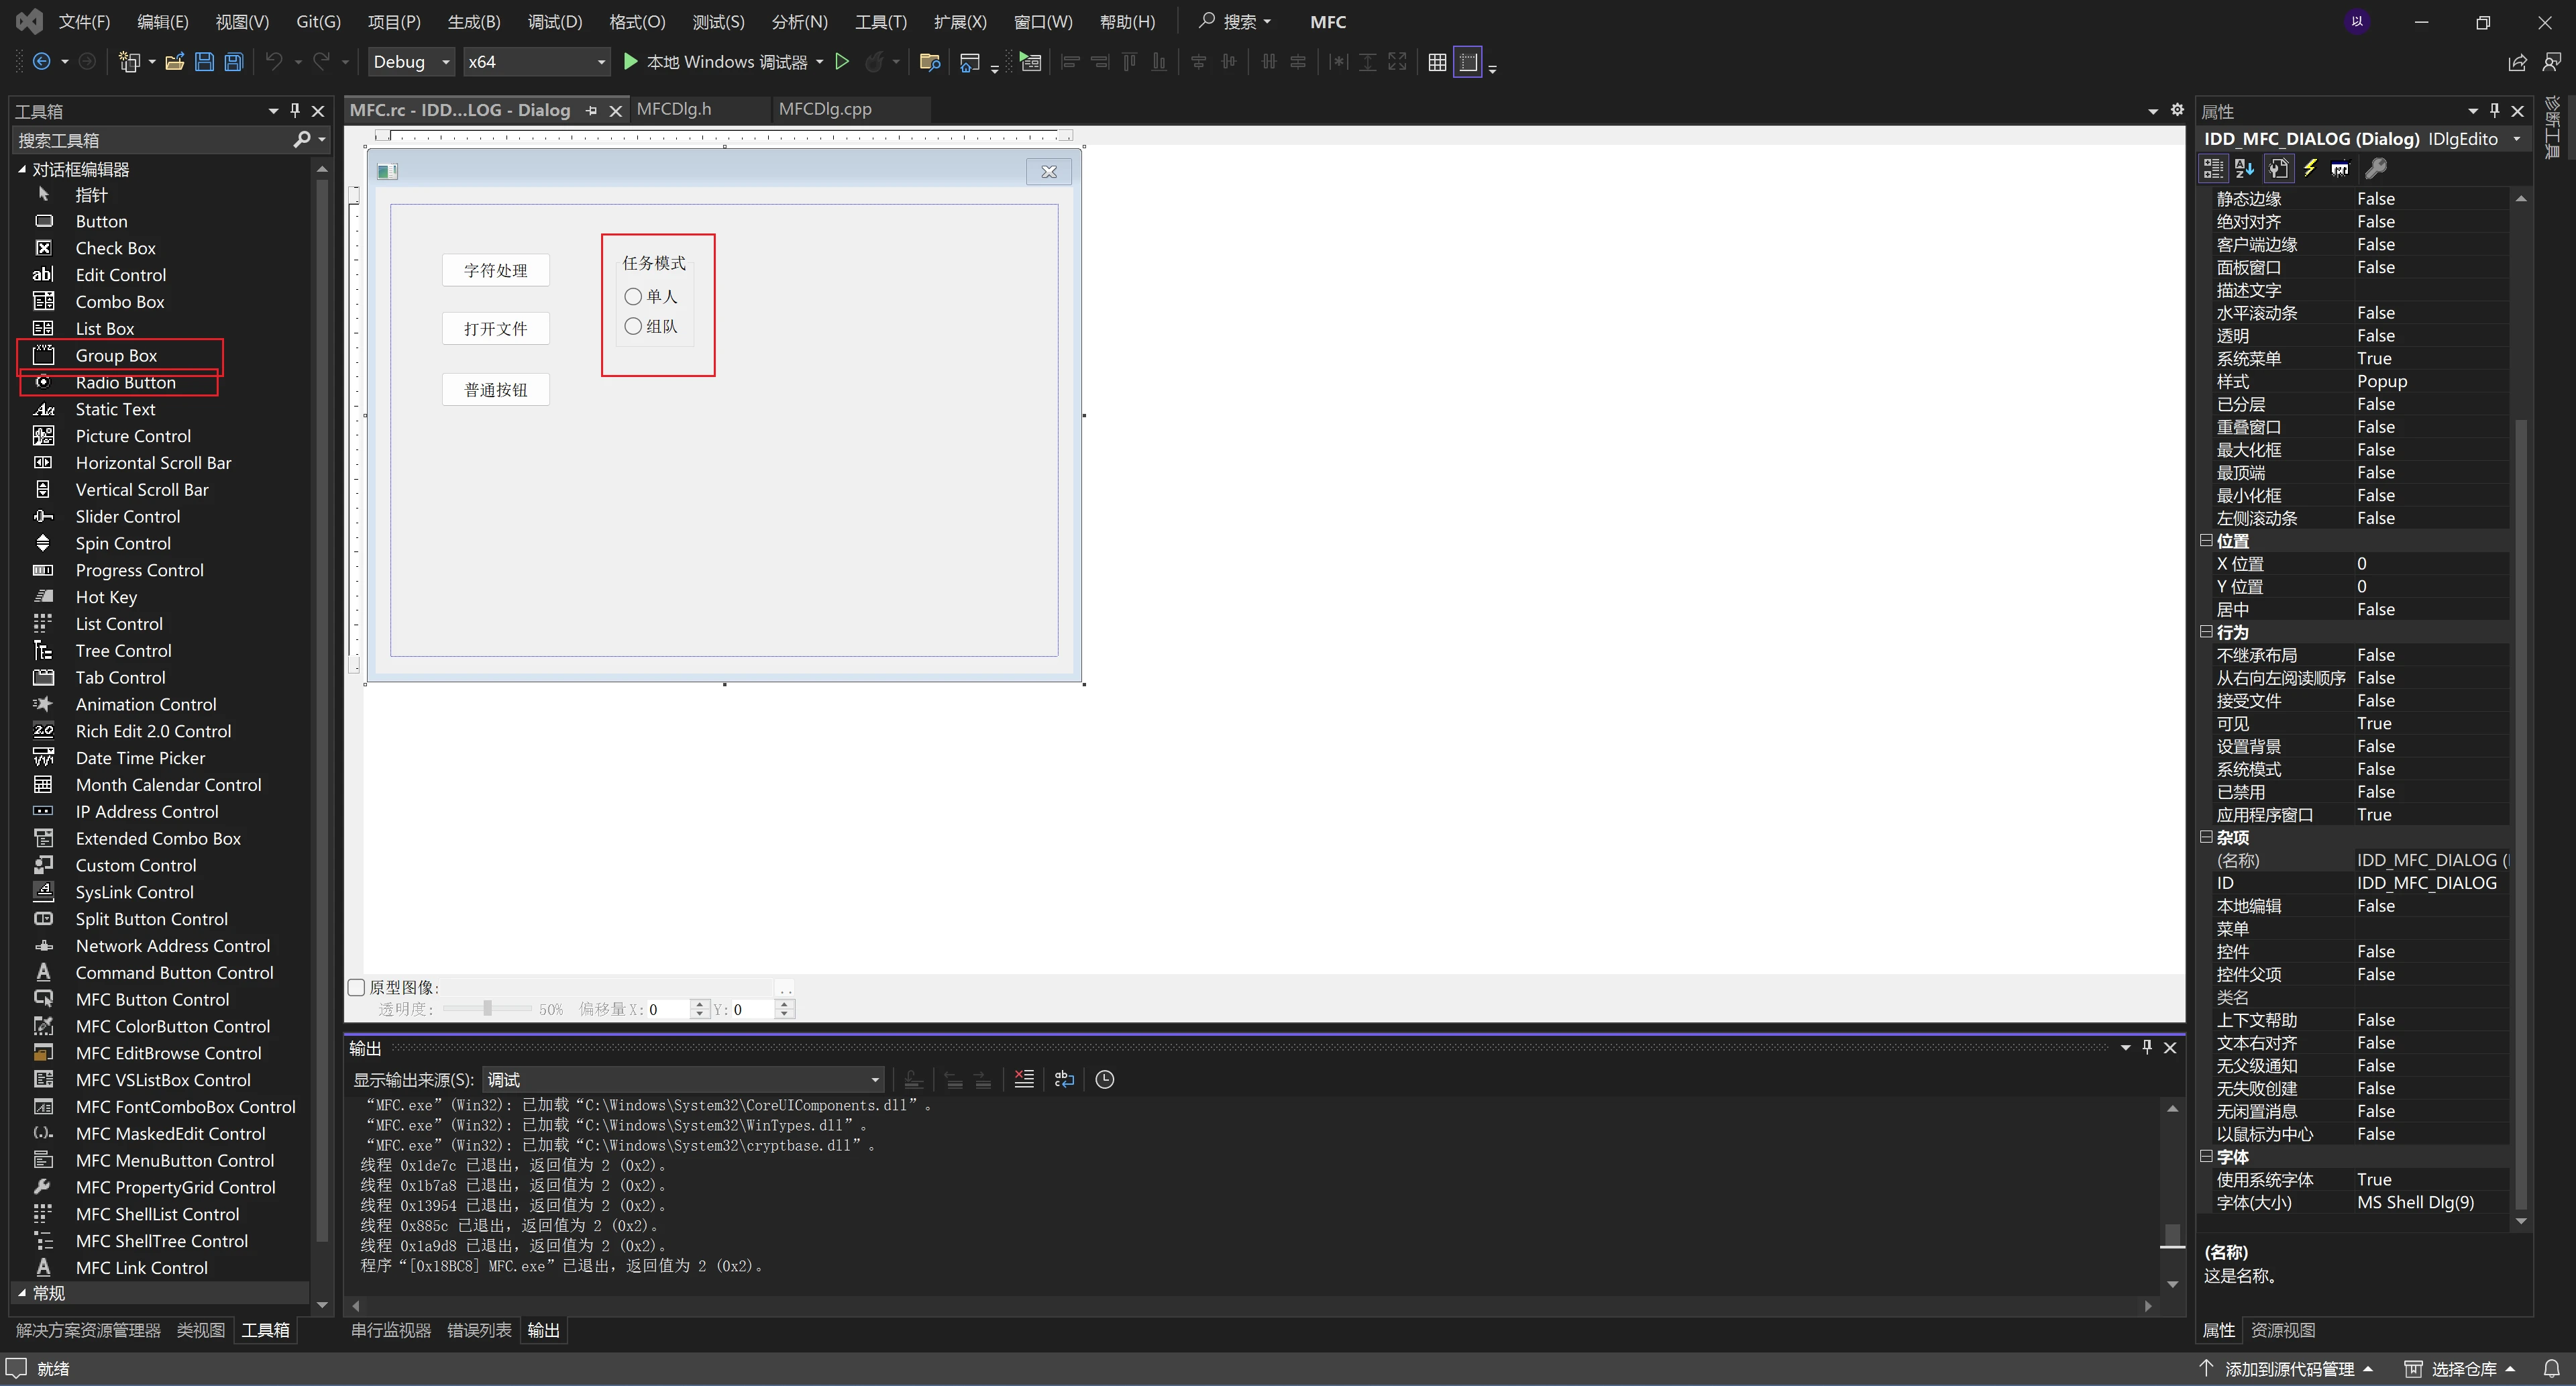 文件(F) 编辑(E) 视图(V) Git(G) 项目(P) 生成(B) 调试(D) 格式(O) 测试(S) 分析(N) 工具(T) 扩展(X) 窗口(W) 帮助(H) 搜索 MFC 以
Debug x64 本地 Windows 调试器
工具箱
搜索工具箱
对话框编辑器
指针
Button
Check Box
Edit Control
Combo Box
List Box
Group Box
Radio Button
Static Text
Picture Control
Horizontal Scroll Bar
Vertical Scroll Bar
Slider Control
Spin Control
Progress Control
Hot Key
List Control
Tree Control
Tab Control
Animation Control
Rich Edit 2.0 Control
Date Time Picker
Month Calendar Control
IP Address Control
Extended Combo Box
Custom Control
SysLink Control
Split Button Control
Network Address Control
Command Button Control
MFC Button Control
MFC ColorButton Control
MFC EditBrowse Control
MFC VSListBox Control
MFC FontComboBox Control
MFC MaskedEdit Control
MFC MenuButton Control
MFC PropertyGrid Control
MFC ShellList Control
MFC ShellTree Control
MFC Link Control
常规
解决方案资源管理器 类视图 工具箱
MFC.rc - IDD...LOG - Dialog MFCDlg.h MFCDlg.cpp
字符处理
打开文件
普通按钮
任务模式
单人
组队
原型图像: ..
透明度: 50% 偏移量 X: 0 Y: 0
输出
显示输出来源(S): 调试
“MFC.exe”(Win32): 已加载“C:\Windows\System32\CoreUIComponents.dll”。
“MFC.exe”(Win32): 已加载“C:\Windows\System32\WinTypes.dll”。
“MFC.exe”(Win32): 已加载“C:\Windows\System32\cryptbase.dll”。
线程 0x1de7c 已退出，返回值为 2 (0x2)。
线程 0x1b7a8 已退出，返回值为 2 (0x2)。
线程 0x13954 已退出，返回值为 2 (0x2)。
线程 0x885c 已退出，返回值为 2 (0x2)。
线程 0x1a9d8 已退出，返回值为 2 (0x2)。
程序“[0x18BC8] MFC.exe”已退出，返回值为 2 (0x2)。
串行监视器 错误列表 输出
属性
IDD_MFC_DIALOG (Dialog) IDlgEdito
静态边缘 False
绝对对齐 False
客户端边缘 False
面板窗口 False
描述文字
水平滚动条 False
透明 False
系统菜单 True
样式 Popup
已分层 False
重叠窗口 False
最大化框 False
最顶端 False
最小化框 False
左侧滚动条 False
位置
X 位置 0
Y 位置 0
居中 False
行为
不继承布局 False
从右向左阅读顺序 False
接受文件 False
可见 True
设置背景 False
系统模式 False
已禁用 False
应用程序窗口 True
杂项
(名称) IDD_MFC_DIALOG (
ID IDD_MFC_DIALOG
本地编辑 False
菜单
控件 False
控件父项 False
类名
上下文帮助 False
文本右对齐 False
无父级通知 False
无失败创建 False
无闲置消息 False
以鼠标为中心 False
字体
使用系统字体 True
字体(大小) MS Shell Dlg(9)
(名称)
这是名称。
属性 资源视图
诊断工具
就绪 添加到源代码管理 选择仓库